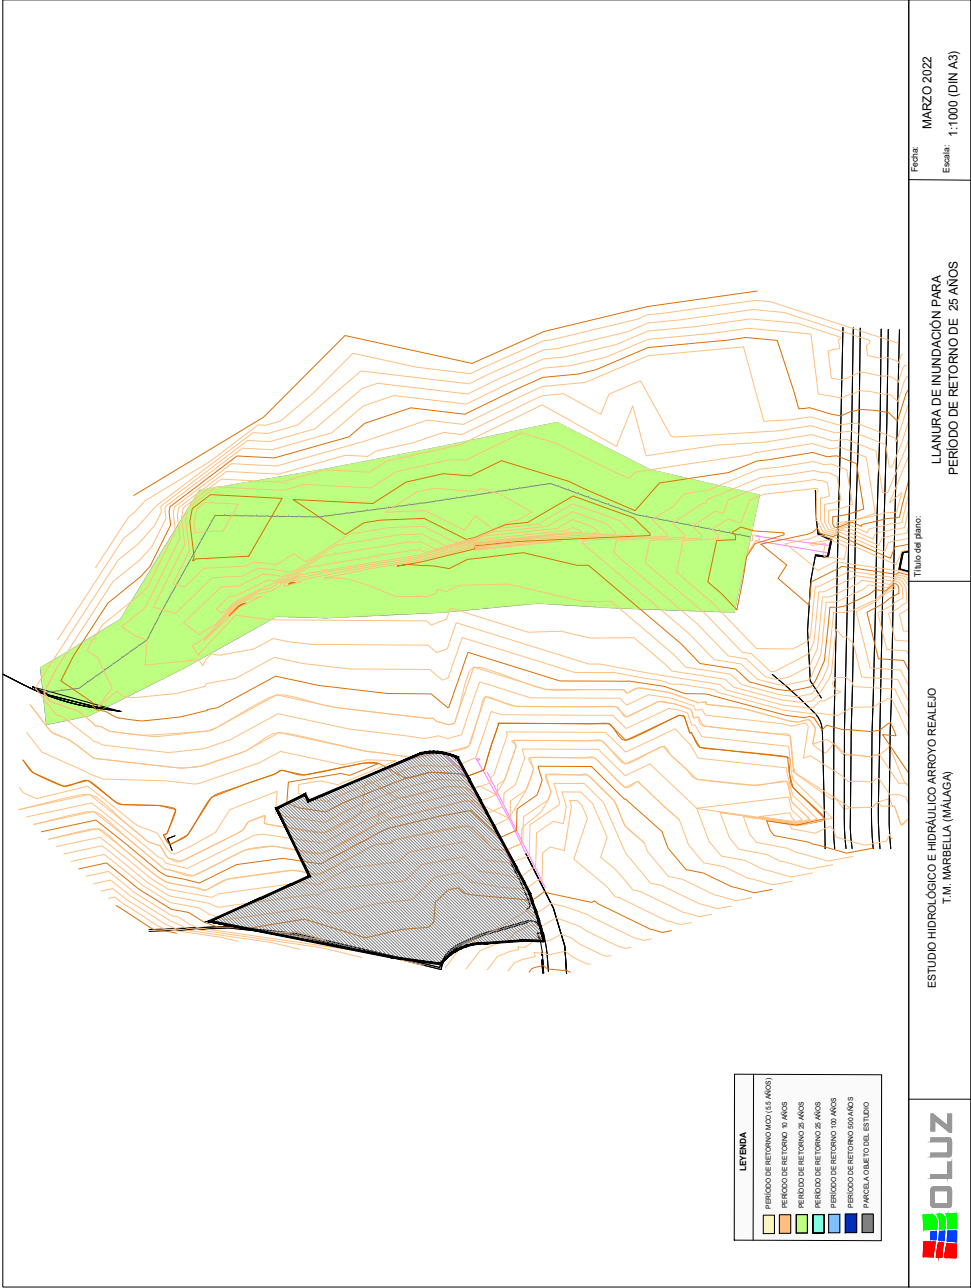 LEYENDA
PERÍODO DE RETORNO MCO (5.5 AÑOS)
PERÍODO DE RETORNO 10 AÑOS
PERÍODO DE RETORNO 25 AÑOS
PERÍODO DE RETORNO 25 AÑOS
PERÍODO DE RETORNO 100 AÑOS
PERÍODO DE RETORNO 500 AÑOS
PARCELA OBJETO DEL ESTUDIO
OLUZ
ESTUDIO HIDROLÓGICO E HIDRÁULICO ARROYO REALEJO
T.M. MARBELLA (MÁLAGA)
Título del plano:
LLANURA DE INUNDACIÓN PARA
PERÍODO DE RETORNO DE 25 AÑOS
Fecha:
MARZO 2022
Escala:
1:1000 (DIN A3)